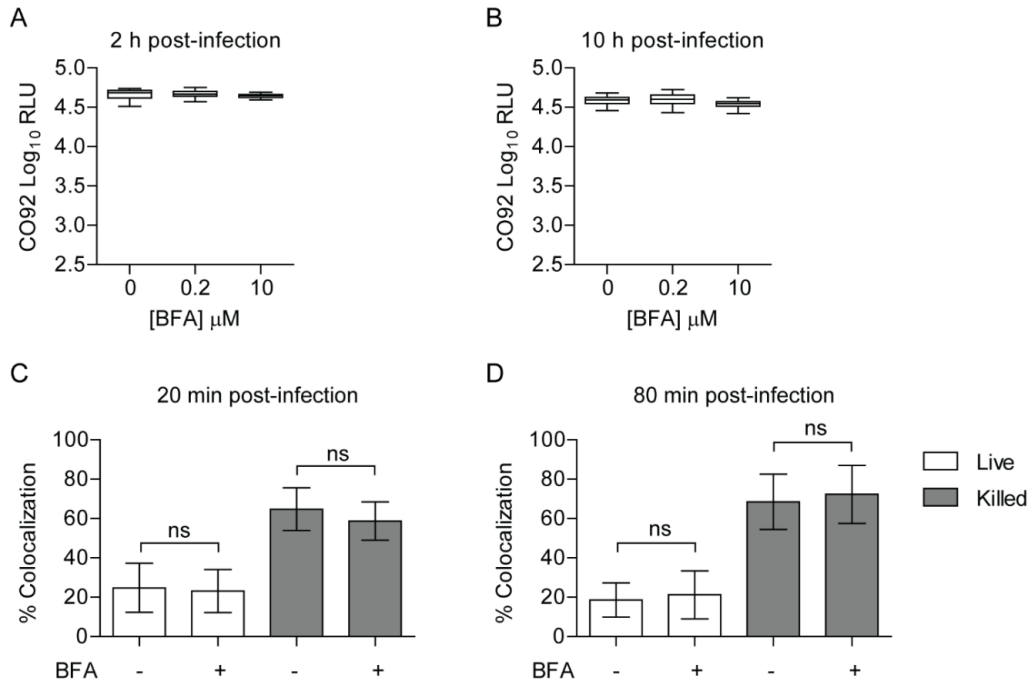 A
2 h post-infection
CO92 Log10 RLU
5.0
4.5
4.0
3.5
3.0
2.5
0 0.2 10
[BFA] μM
B
10 h post-infection
CO92 Log10 RLU
5.0
4.5
4.0
3.5
3.0
2.5
0 0.2 10
[BFA] μM
C
20 min post-infection
% Colocalization
100
80
60
40
20
0
ns
ns
BFA - + - +
D
80 min post-infection
% Colocalization
100
80
60
40
20
0
ns
ns
BFA - + - +
Live
Killed